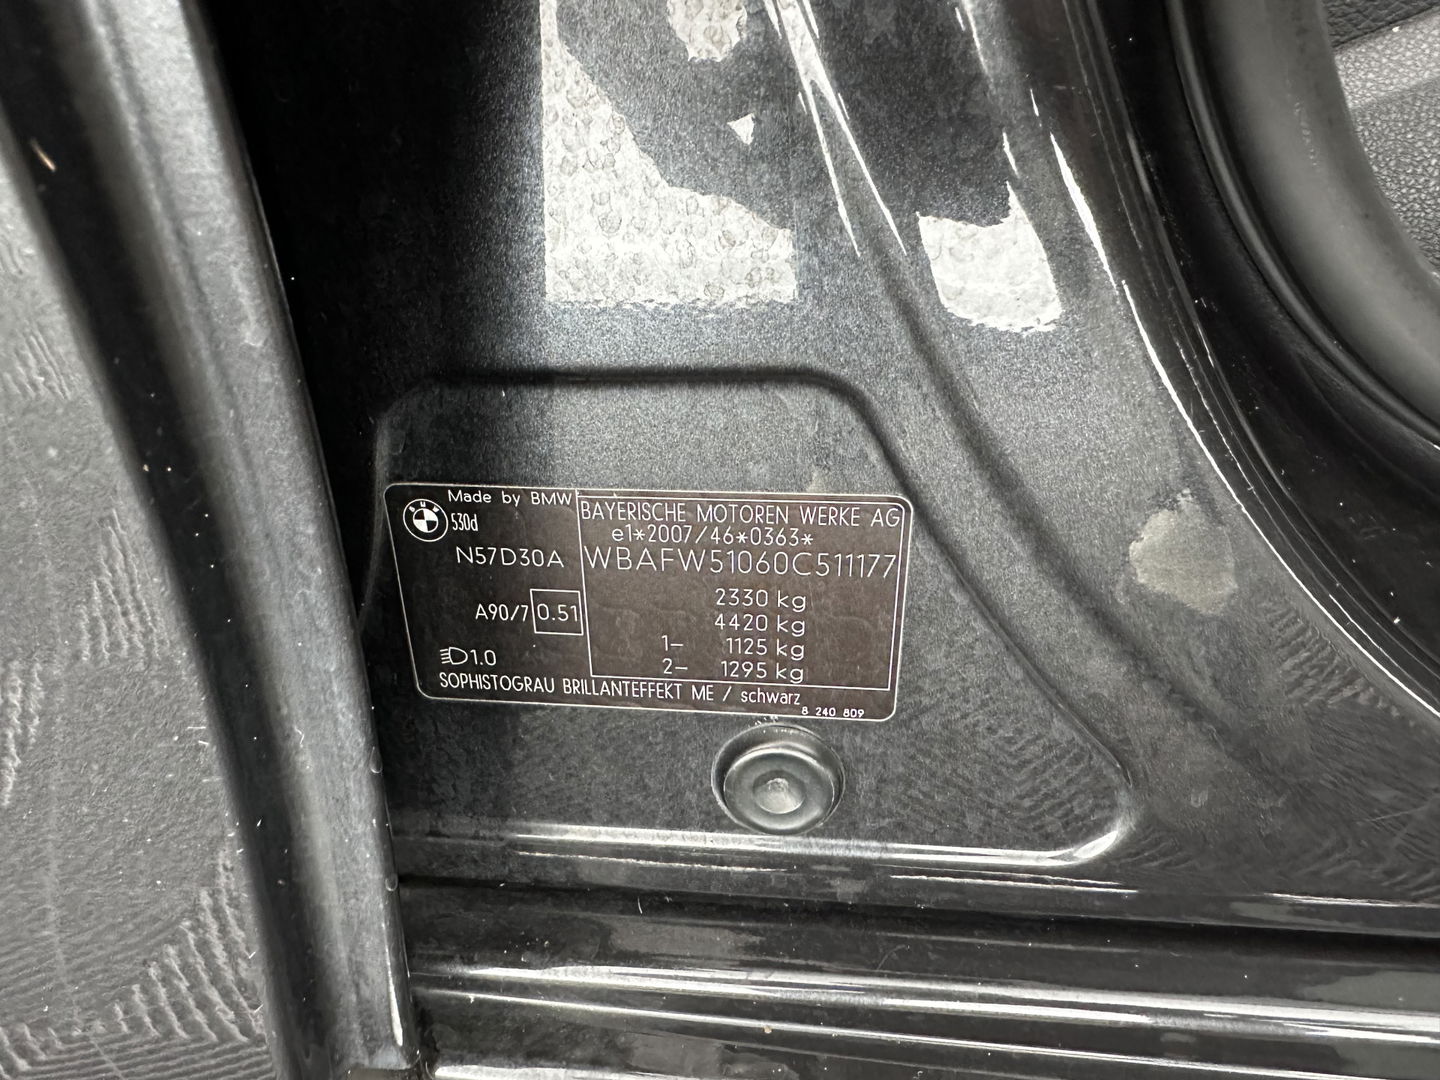 Made by BMW
BMW
530d
N57D30A
A90/7 0.51
1.0
BAYERISCHE MOTOREN WERKE AG
e1*2007/46*0363*
WBAFW51060C511177
2330 kg
4420 kg
1- 1125 kg
2- 1295 kg
SOPHISTOGRAU BRILLANTEFFEKT ME / schwarz
8 240 809